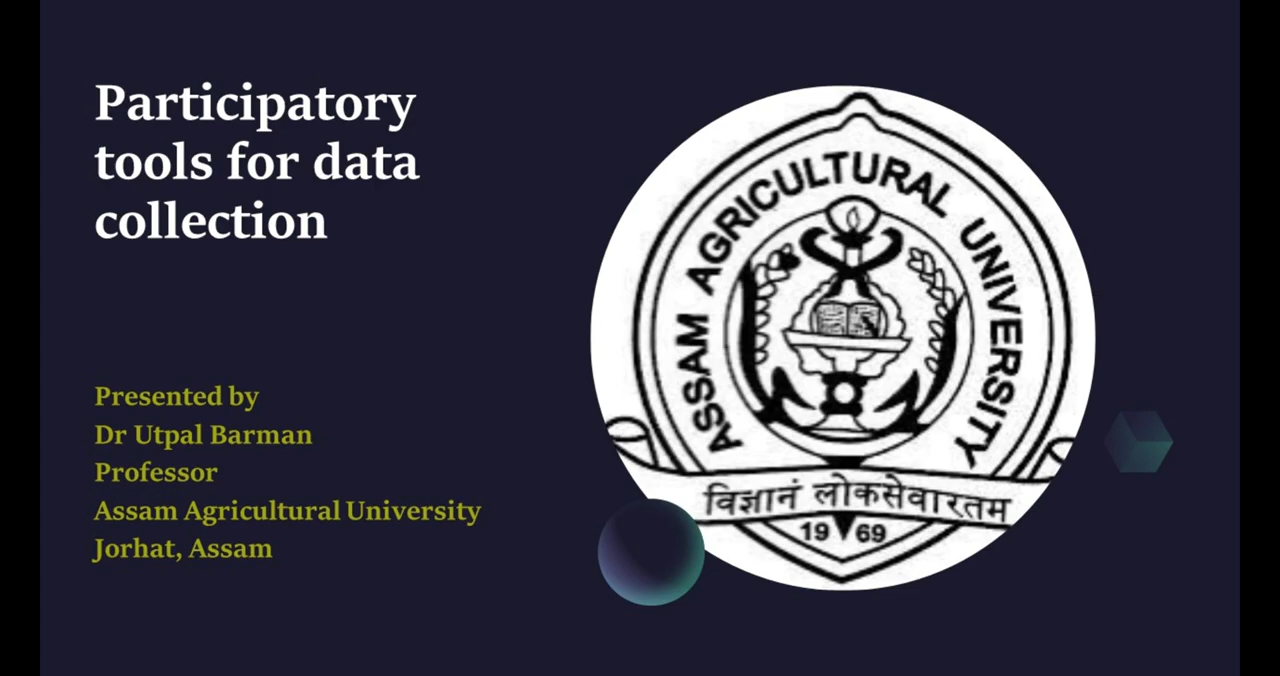 Participatory
tools for data
collection
Presented by
Dr Utpal Barman
Professor
Assam Agricultural University
Jorhat, Assam
ASSAM AGRICULTURAL UNIVERSITY
विज्ञानं लोकसेवारतम
19 69